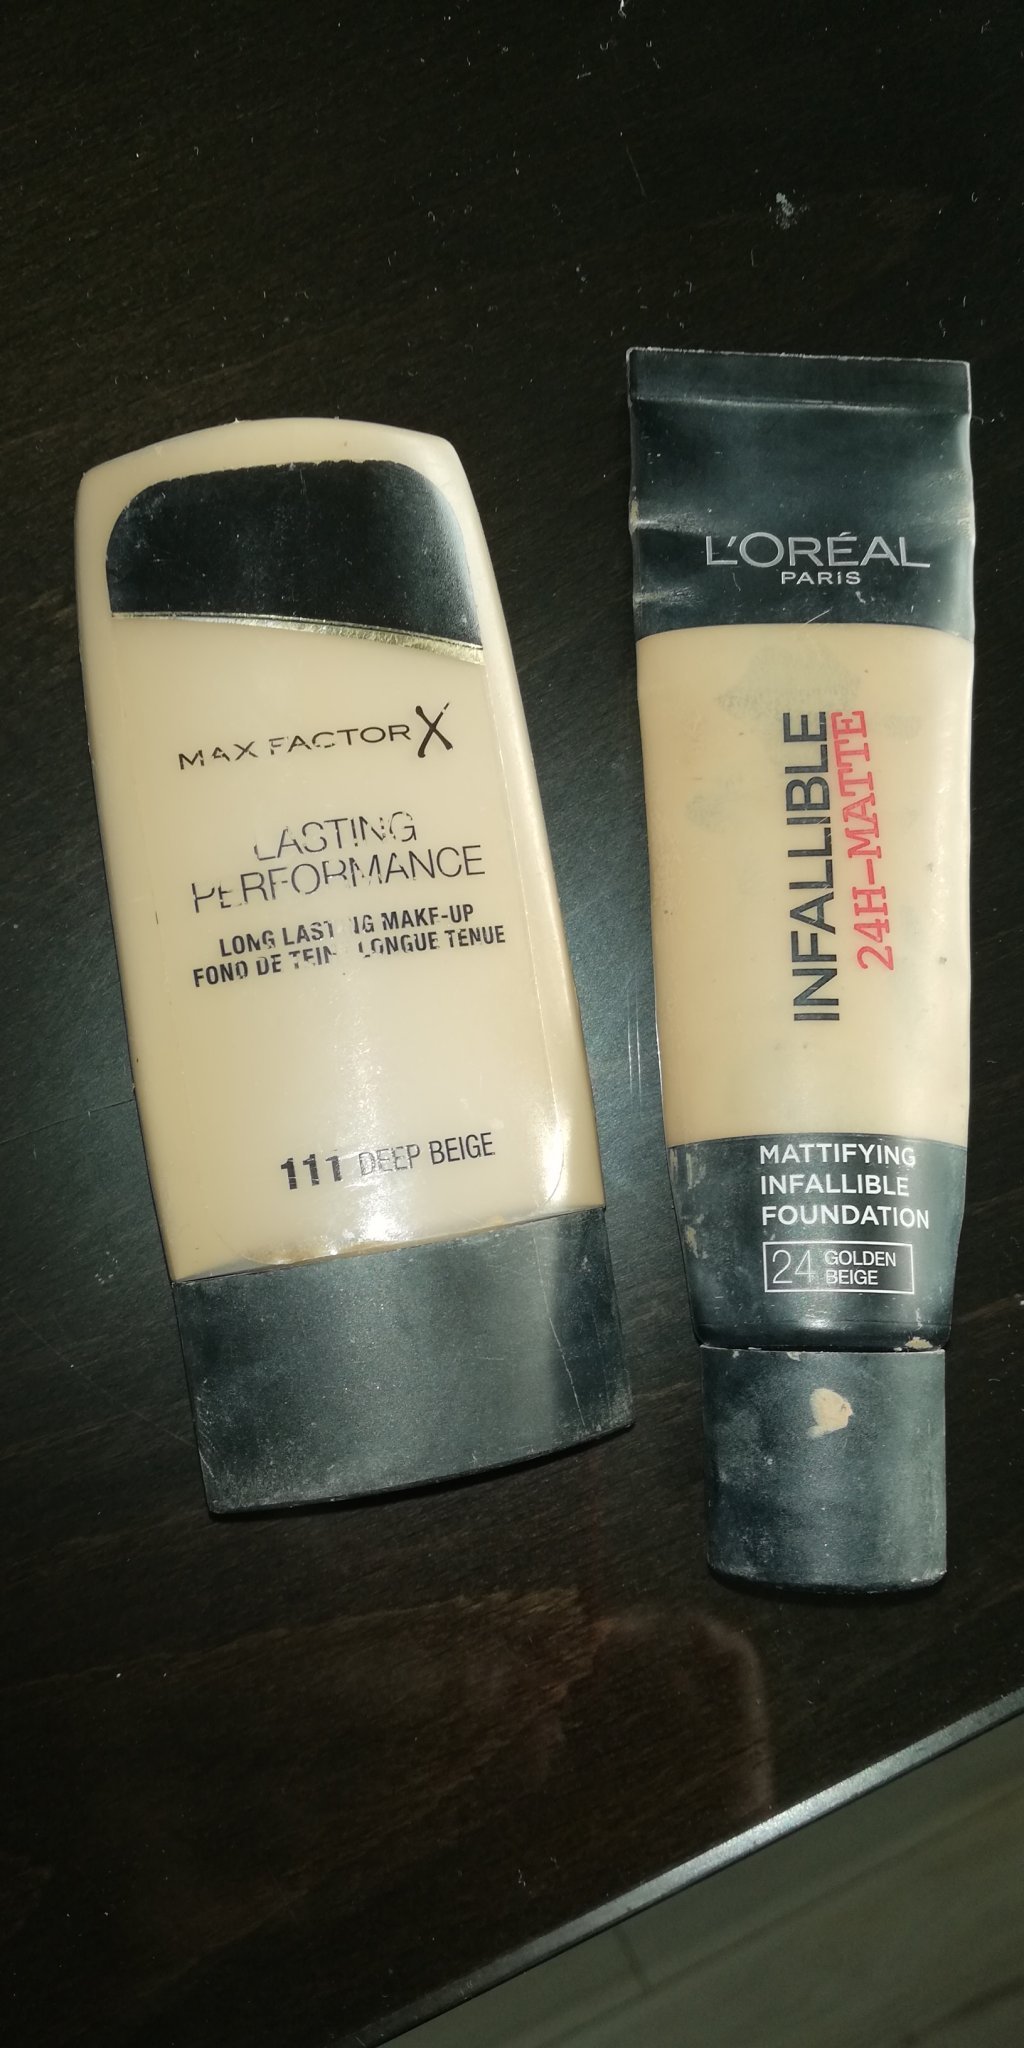 MAX FACTOR X
LASTING
PERFORMANCE
LONG LASTING MAKE-UP
FOND DE TEINT LONGUE TENUE
111 DEEP BEIGE
L'ORÉAL
PARIS
INFALLIBLE
24H-MATTE
MATTIFYING
INFALLIBLE
FOUNDATION
24 GOLDEN
BEIGE